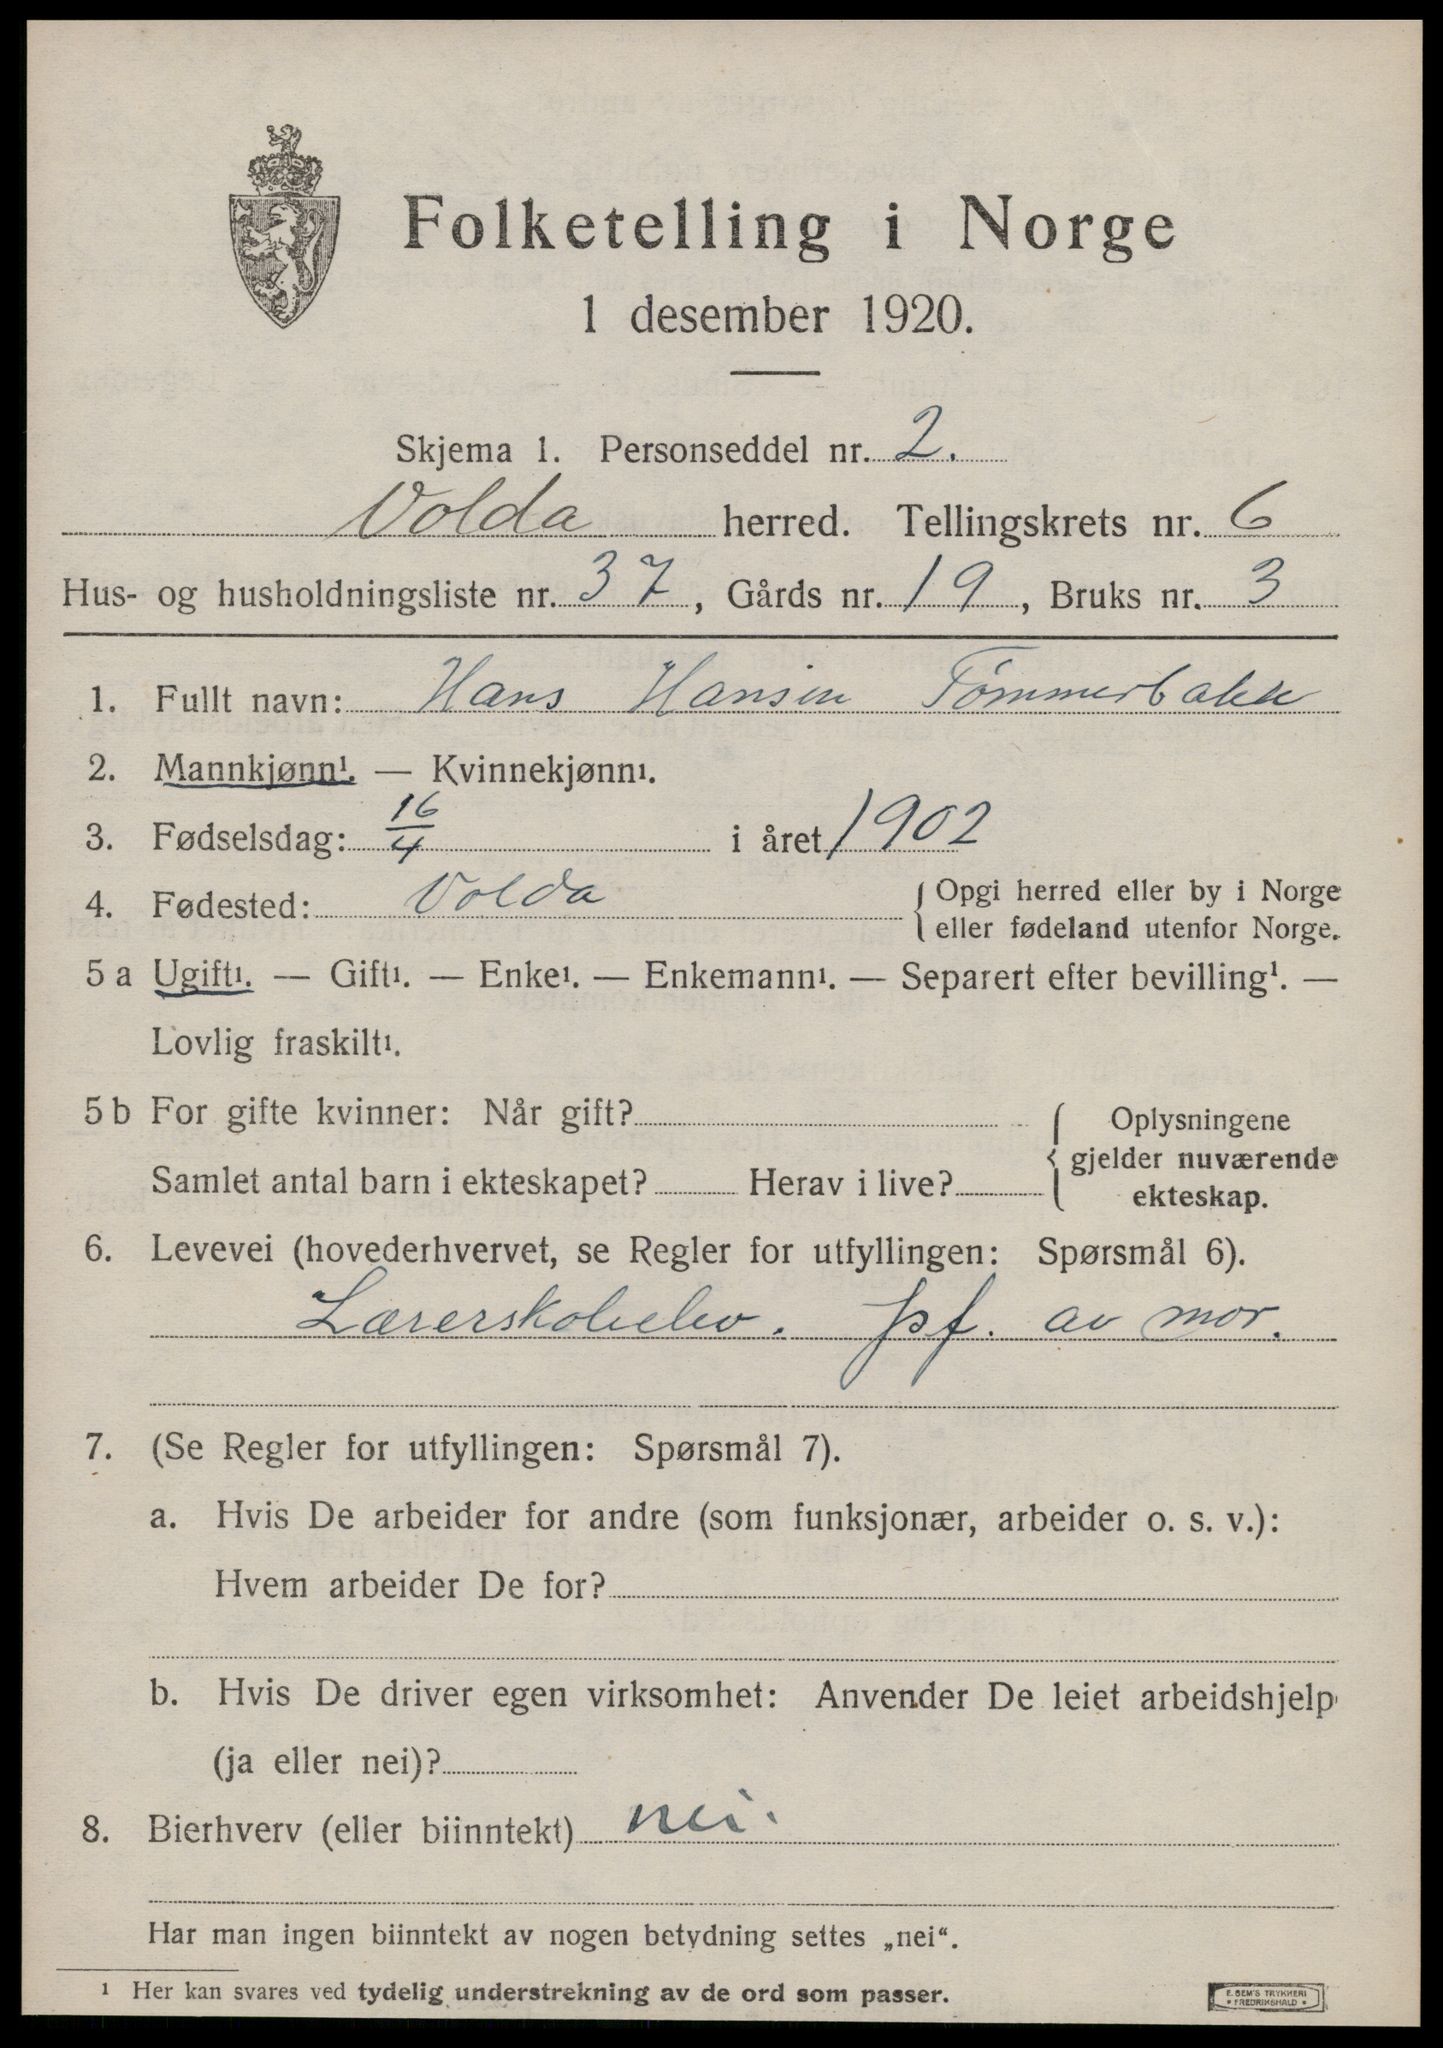 Folketelling i Norge
1 desember 1920.
Skjema 1. Personseddel nr. 2.
Volda herred. Tellingskrets nr. 6
Hus- og husholdningsliste nr. 37, Gårds nr. 19, Bruks nr. 3
1. Fullt navn: Hans Hansen Tømmerbakk
2. Mannkjønn¹. — Kvinnekjønn¹.
3. Fødselsdag: 16/4 i året 1902
4. Fødested: Volda { Opgi herred eller by i Norge
eller fødeland utenfor Norge.
5 a Ugift¹. — Gift¹. — Enke¹. — Enkemann¹. — Separert efter bevilling¹. —
Lovlig fraskilt¹.
5 b For gifte kvinner: Når gift?
Oplysningene
gjelder nuværende
ekteskap.
Samlet antal barn i ekteskapet? Herav i live?
6. Levevei (hovederhvervet, se Regler for utfyllingen: Spørsmål 6).
Lærerskoleelev. pf. av mor.
7. (Se Regler for utfyllingen: Spørsmål 7).
a. Hvis De arbeider for andre (som funksjonær, arbeider o. s. v.):
Hvem arbeider De for?
b. Hvis De driver egen virksomhet: Anvender De leiet arbeidshjelp
(ja eller nei)?
8. Bierhverv (eller biinntekt) nei.
Har man ingen biinntekt av nogen betydning settes „nei“.
¹ Her kan svares ved tydelig understrekning av de ord som passer.
E. SEM'S TRYKKERI
* FREDRIKSHALD *